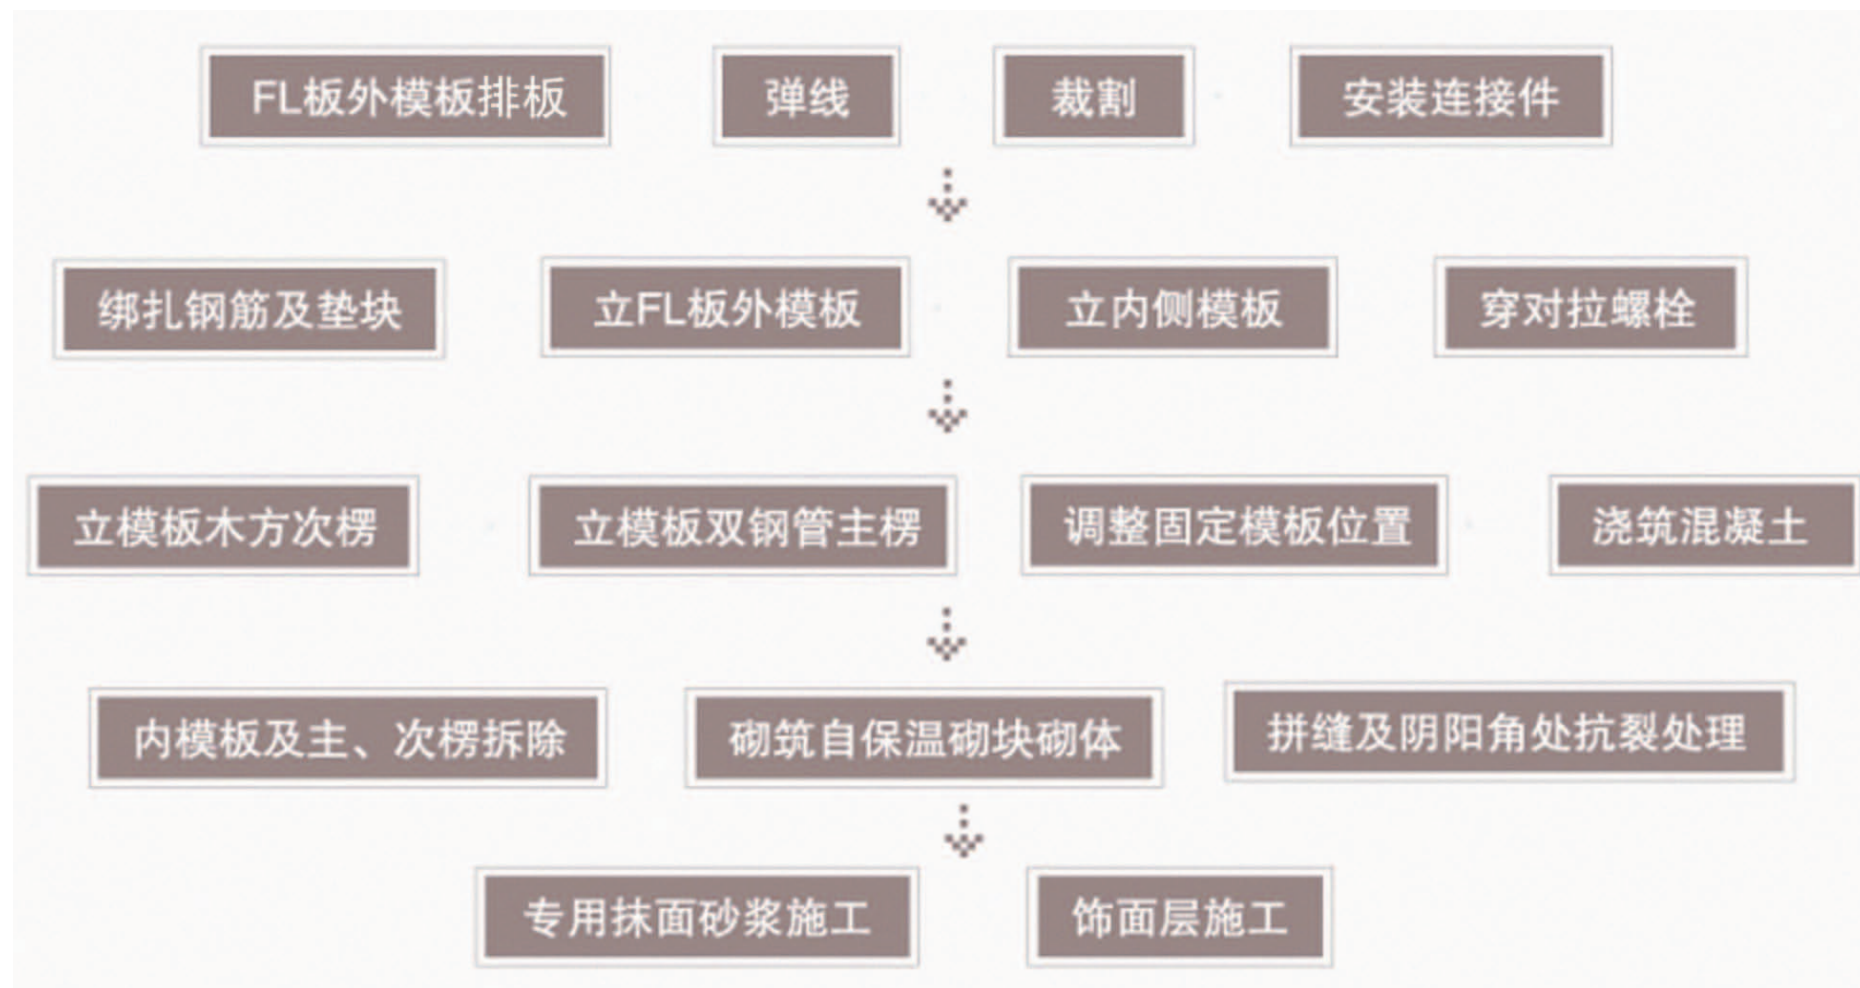 FL板外模板排板 弹线 裁割 安装连接件
绑扎钢筋及垫块 立FL板外模板 立内侧模板 穿对拉螺栓
立模板木方次楞 立模板双钢管主楞 调整固定模板位置 浇筑混凝土
内模板及主、次楞拆除 砌筑自保温砌块砌体 拼缝及阴阳角处抗裂处理
专用抹面砂浆施工 饰面层施工